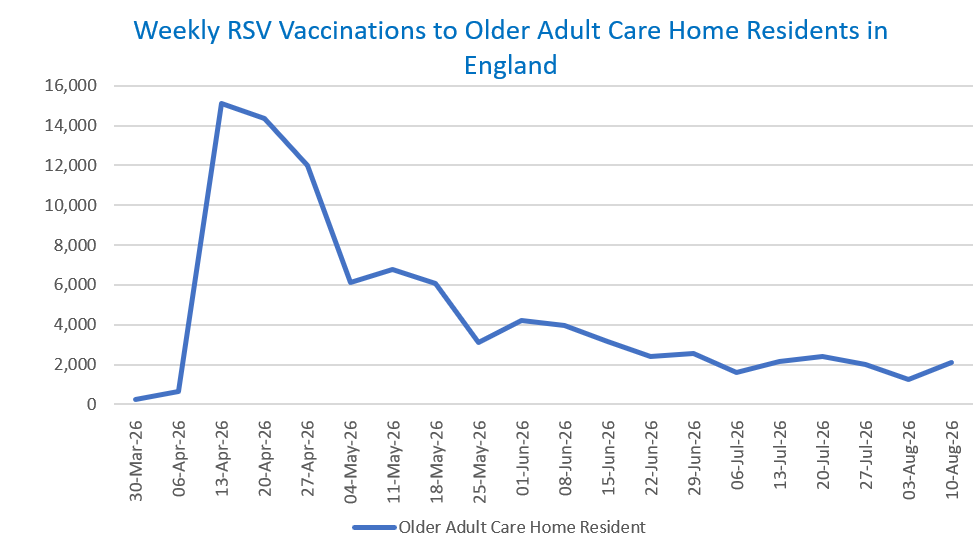 Weekly RSV Vaccinations to Older Adult Care Home Residents in
England
16,000
14,000
12,000
10,000
8,000
6,000
4,000
2,000
0
30-Mar-26
06-Apr-26
13-Apr-26
20-Apr-26
27-Apr-26
04-May-26
11-May-26
18-May-26
25-May-26
01-Jun-26
08-Jun-26
15-Jun-26
22-Jun-26
29-Jun-26
06-Jul-26
13-Jul-26
20-Jul-26
27-Jul-26
03-Aug-26
10-Aug-26
Older Adult Care Home Resident